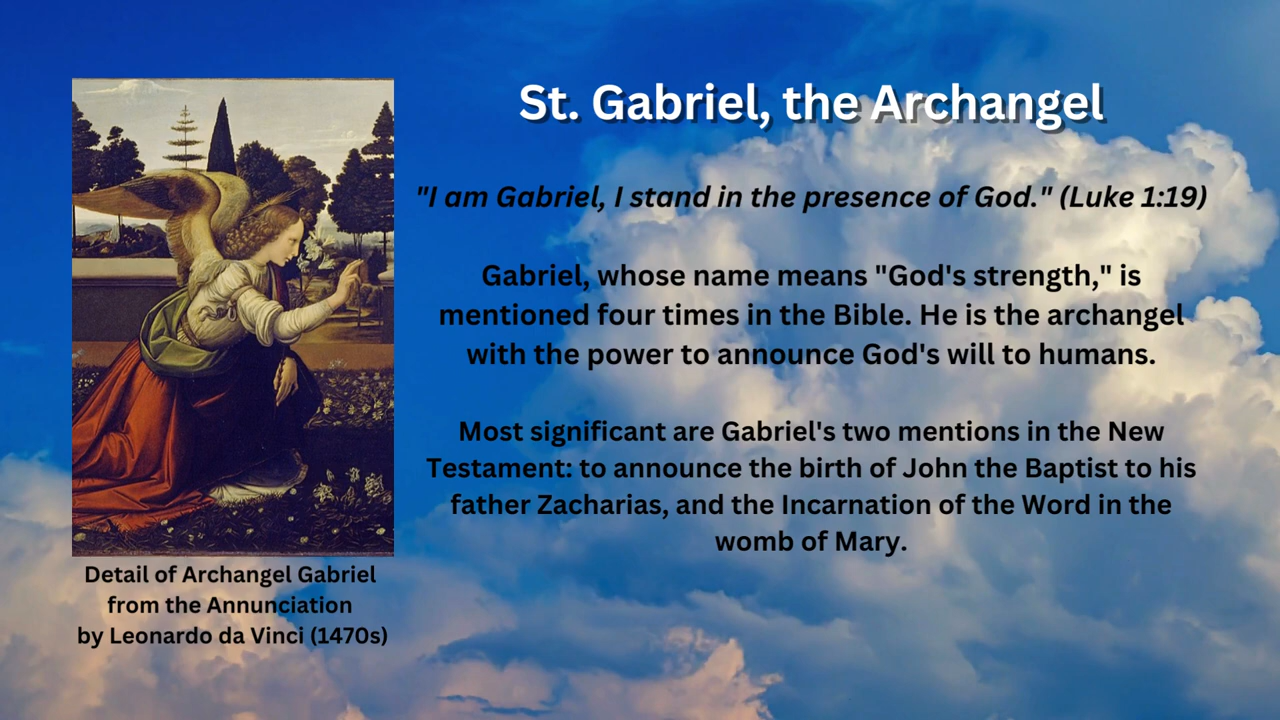 St. Gabriel, the Archangel
"I am Gabriel, I stand in the presence of God." (Luke 1:19)
Gabriel, whose name means "God's strength," is
mentioned four times in the Bible. He is the archangel
with the power to announce God's will to humans.
Most significant are Gabriel's two mentions in the New
Testament: to announce the birth of John the Baptist to his
father Zacharias, and the Incarnation of the Word in the
womb of Mary.
Detail of Archangel Gabriel
from the Annunciation
by Leonardo da Vinci (1470s)